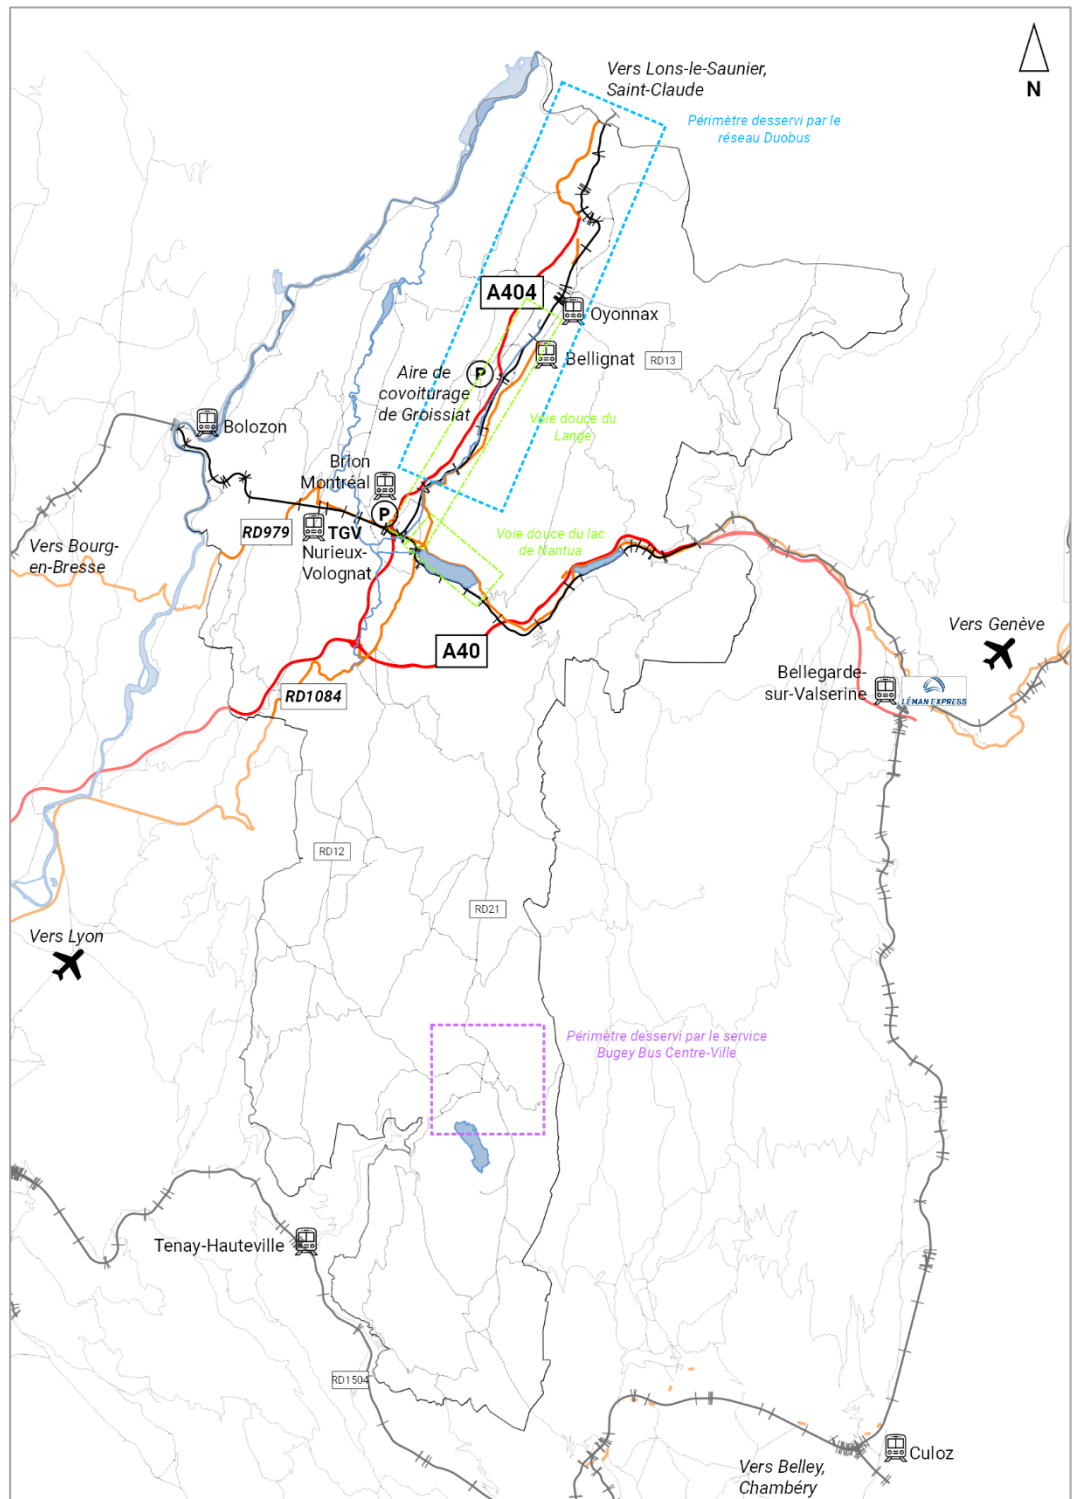 Vers Lons-le-Saunier,
Saint-Claude
N
Périmètre desservi par le
réseau Duobus
A404
Oyonnax
Bellignat
RD13
Aire de
covoiturage
de Groissiat
P
Voie douce du
Lange
Bolozon
Brion
Montréal
P
RD979
TGV
Nurieux-
Volognat
Voie douce du lac
de Nantua
Vers Bourg-
en-Bresse
A40
Vers Genève
Bellegarde-
sur-Valserine
LÉMAN EXPRESS
RD1084
RD12
RD21
Vers Lyon
Périmètre desservi par le service
Bugey Bus Centre-Ville
Tenay-Hauteville
RD1504
Culoz
Vers Belley,
Chambéry